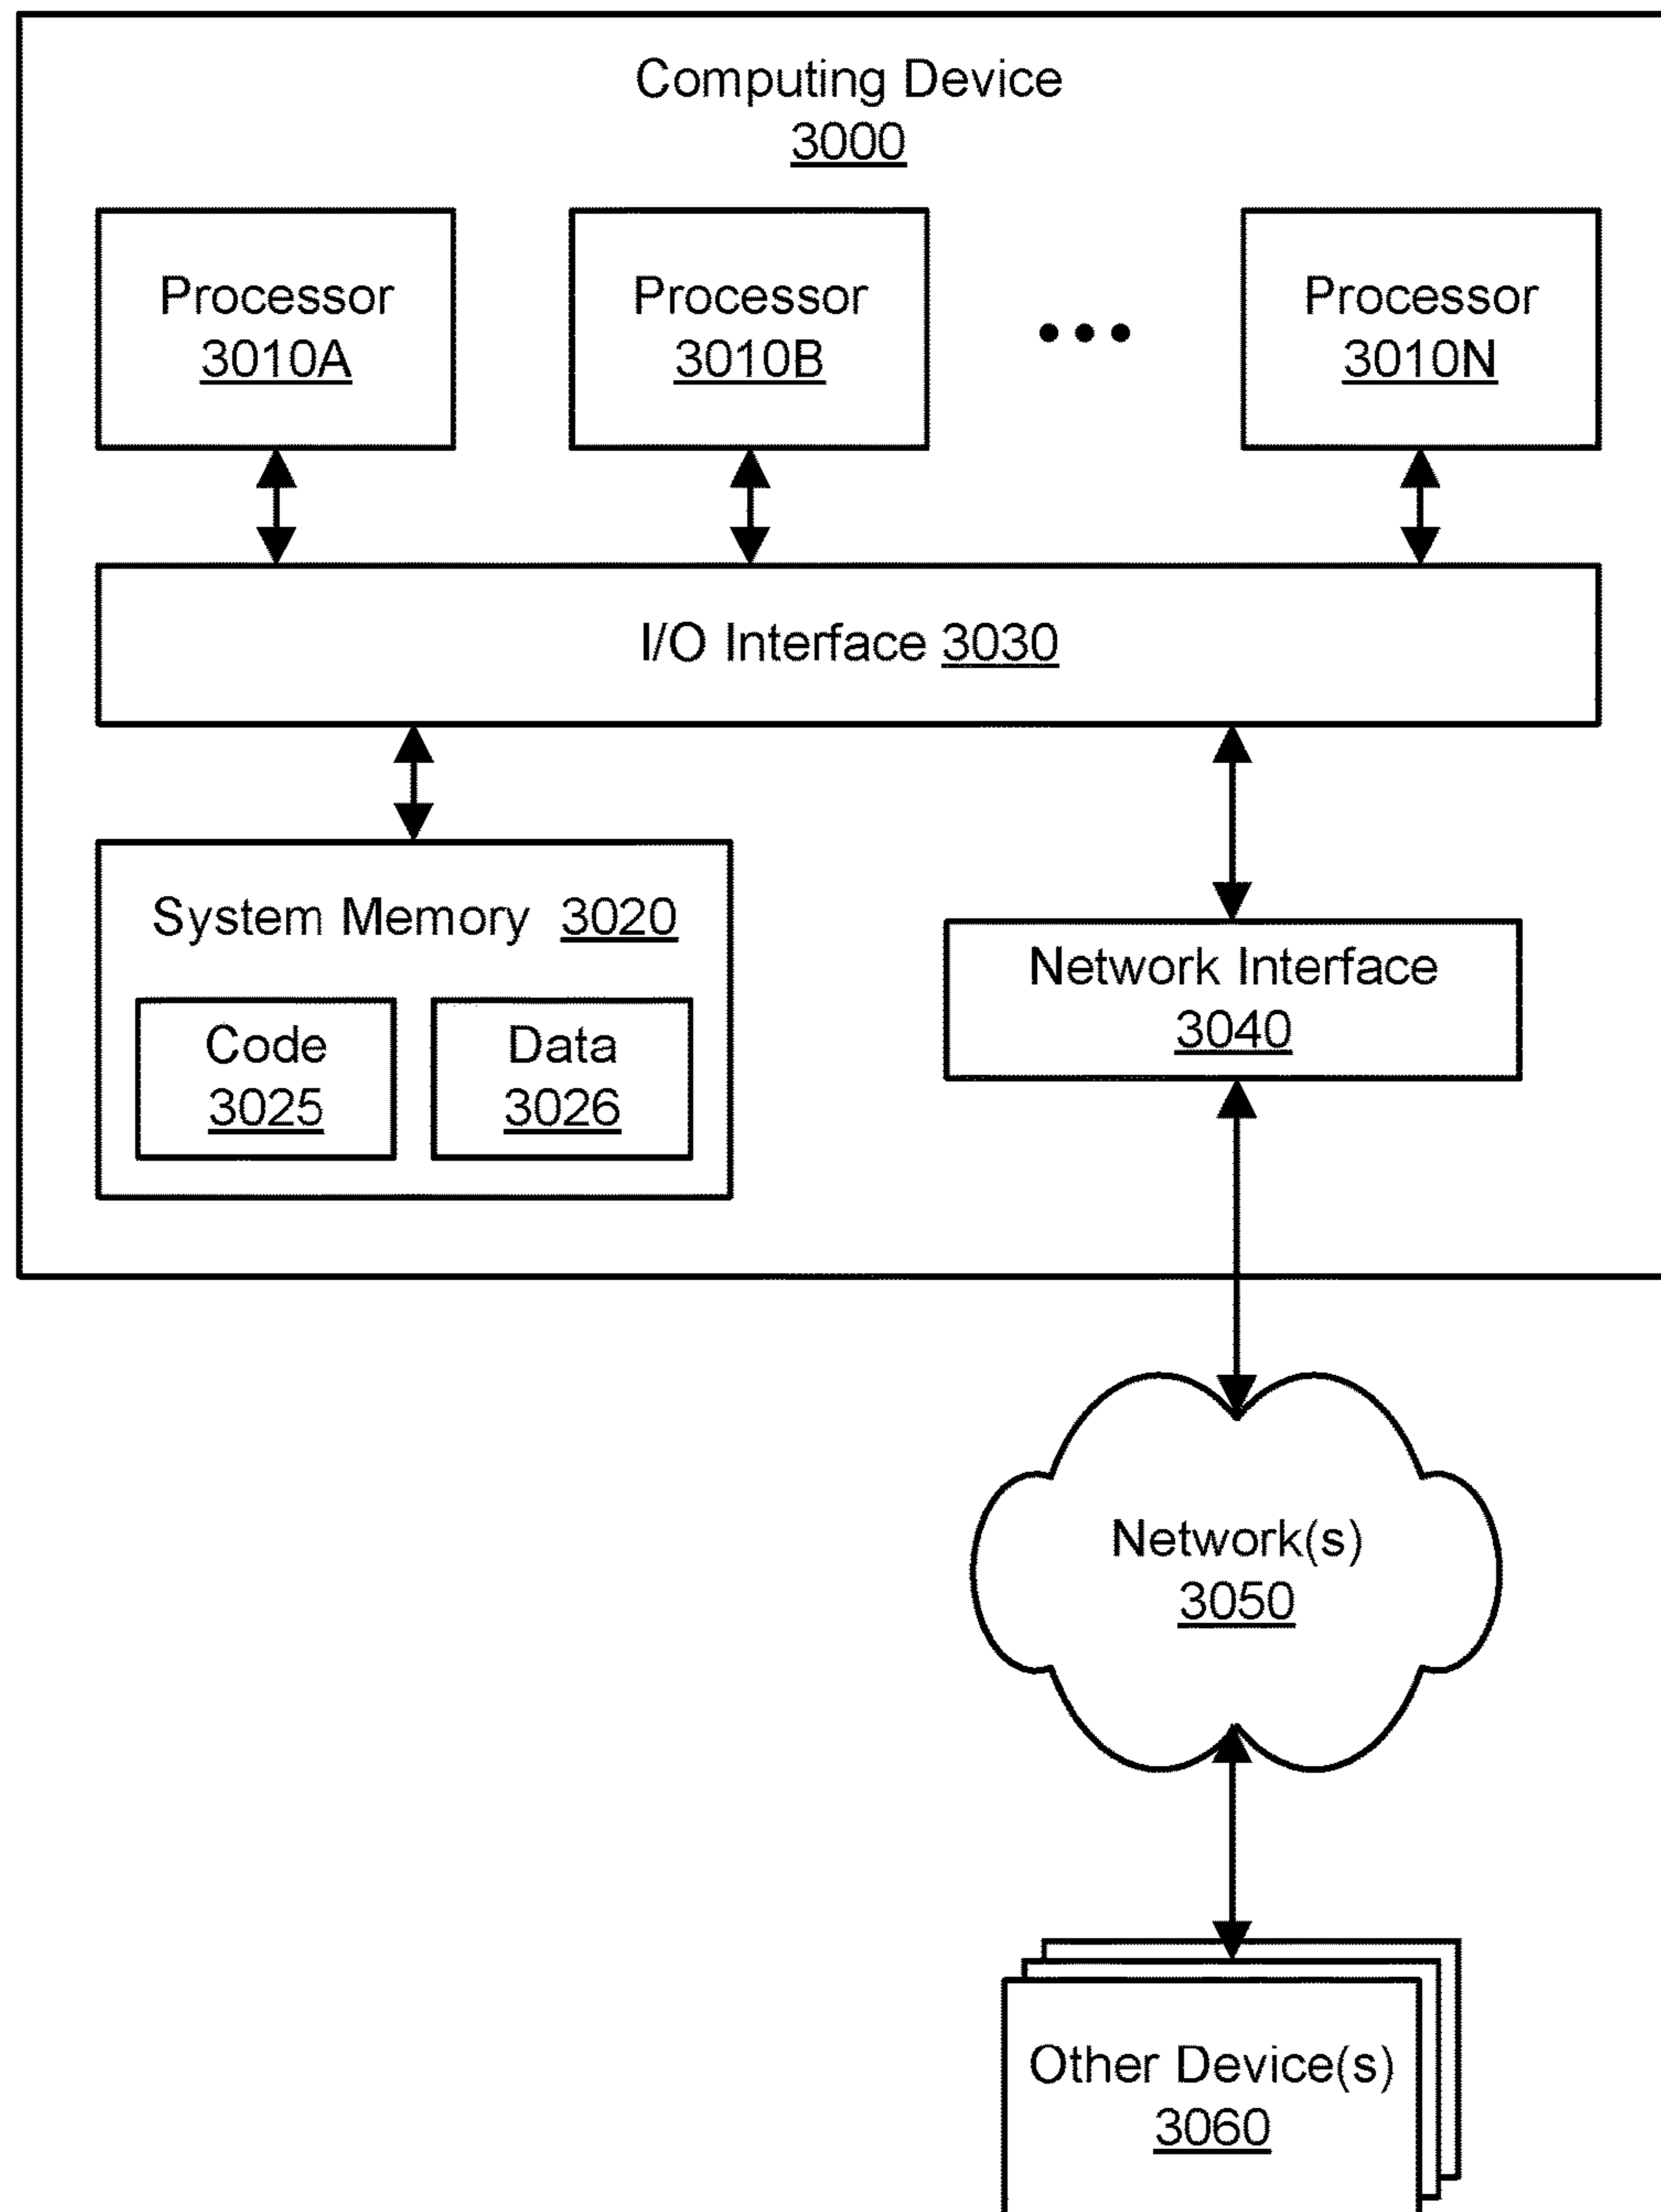 Computing Device
3000
Processor
3010A
Processor
3010B
Processor
3010N
I/O Interface 3030
System Memory 3020
Code
3025
Data
3026
Network Interface
3040
Network(s)
3050
Other Device(s)
3060